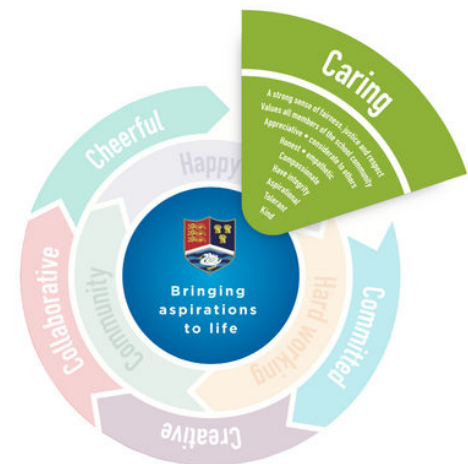 Caring
A strong sense of fairness, justice and respect
Values all members of the school community
Appreciative • considerate to others
Honest • empathetic
Compassionate
Have integrity
Aspirational
Tolerant
Kind
Cheerful
Happy
Collaborative
Community
Bringing
aspirations
to life
Hard working
Committed
Creative